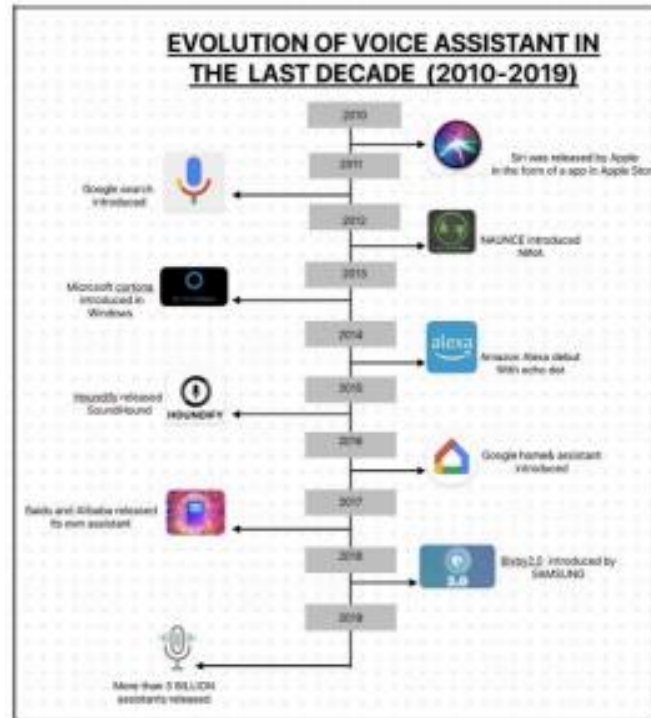 EVOLUTION OF VOICE ASSISTANT IN
THE LAST DECADE (2010-2019)
2010
Siri was released by Apple
in the form of a app in Apple Stor
2011
Google search
introduced
2012
NAUNCE introduced
NINA
2013
Microsoft cortona
introduced in
Windows
2014
alexa
Amazon Alexa debut
With echo dot
2015
Houndify released
SoundHound
HOUNDIFY
2016
Google home& assistant
introduced
2017
Baidu and Alibaba released
its own assistant
2018
2.0
Bixby2.0 introduced by
SAMSUNG
2019
More than 3 BILLION
assistants released